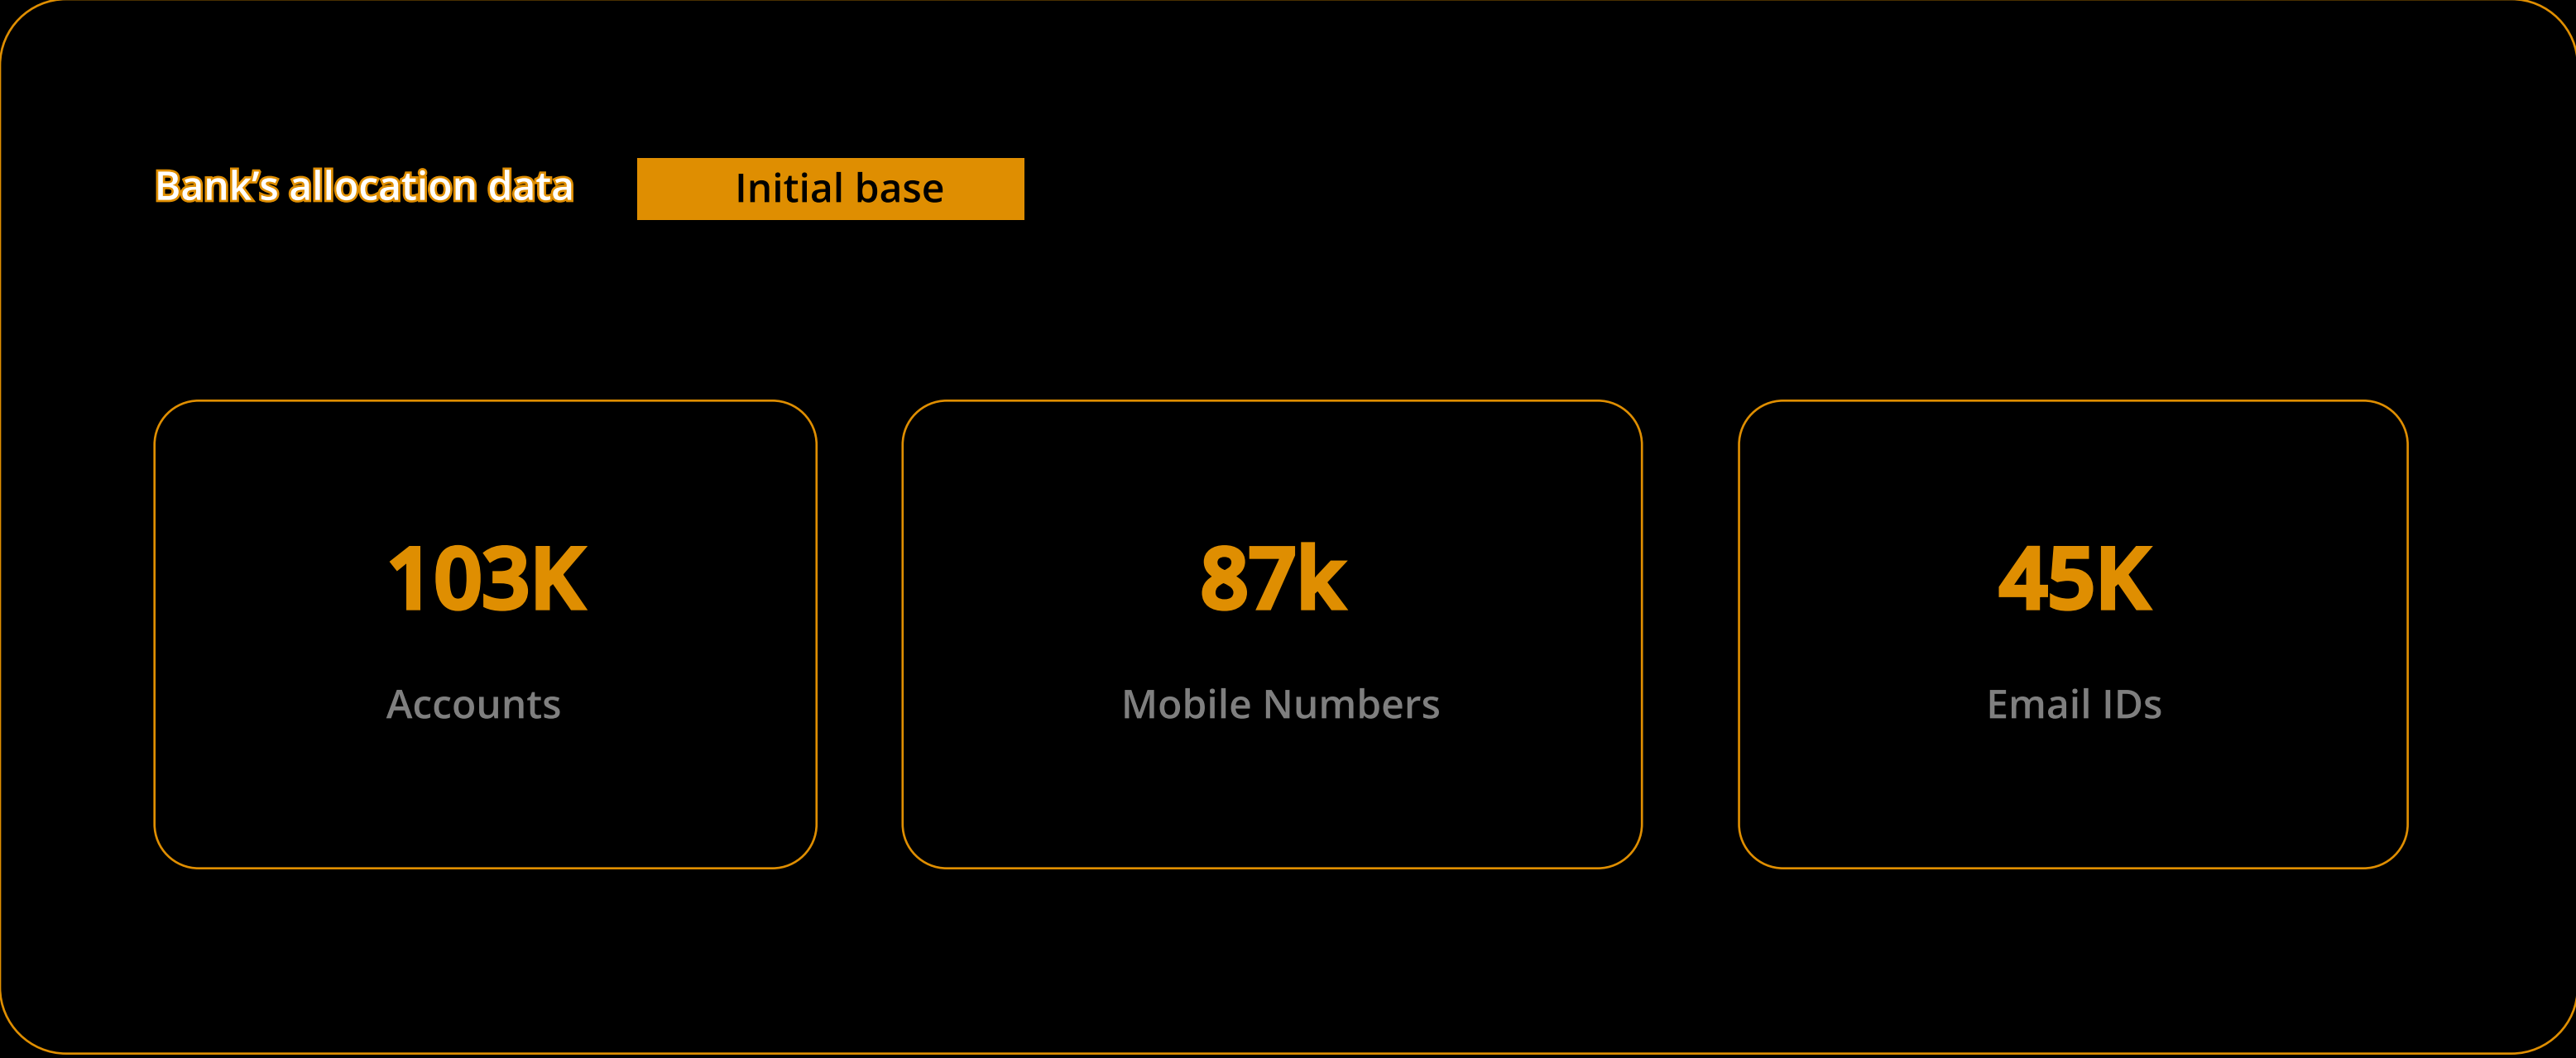 Bank’s allocation data
Initial base
103K
87k
45K
Accounts
Mobile Numbers
Email IDs